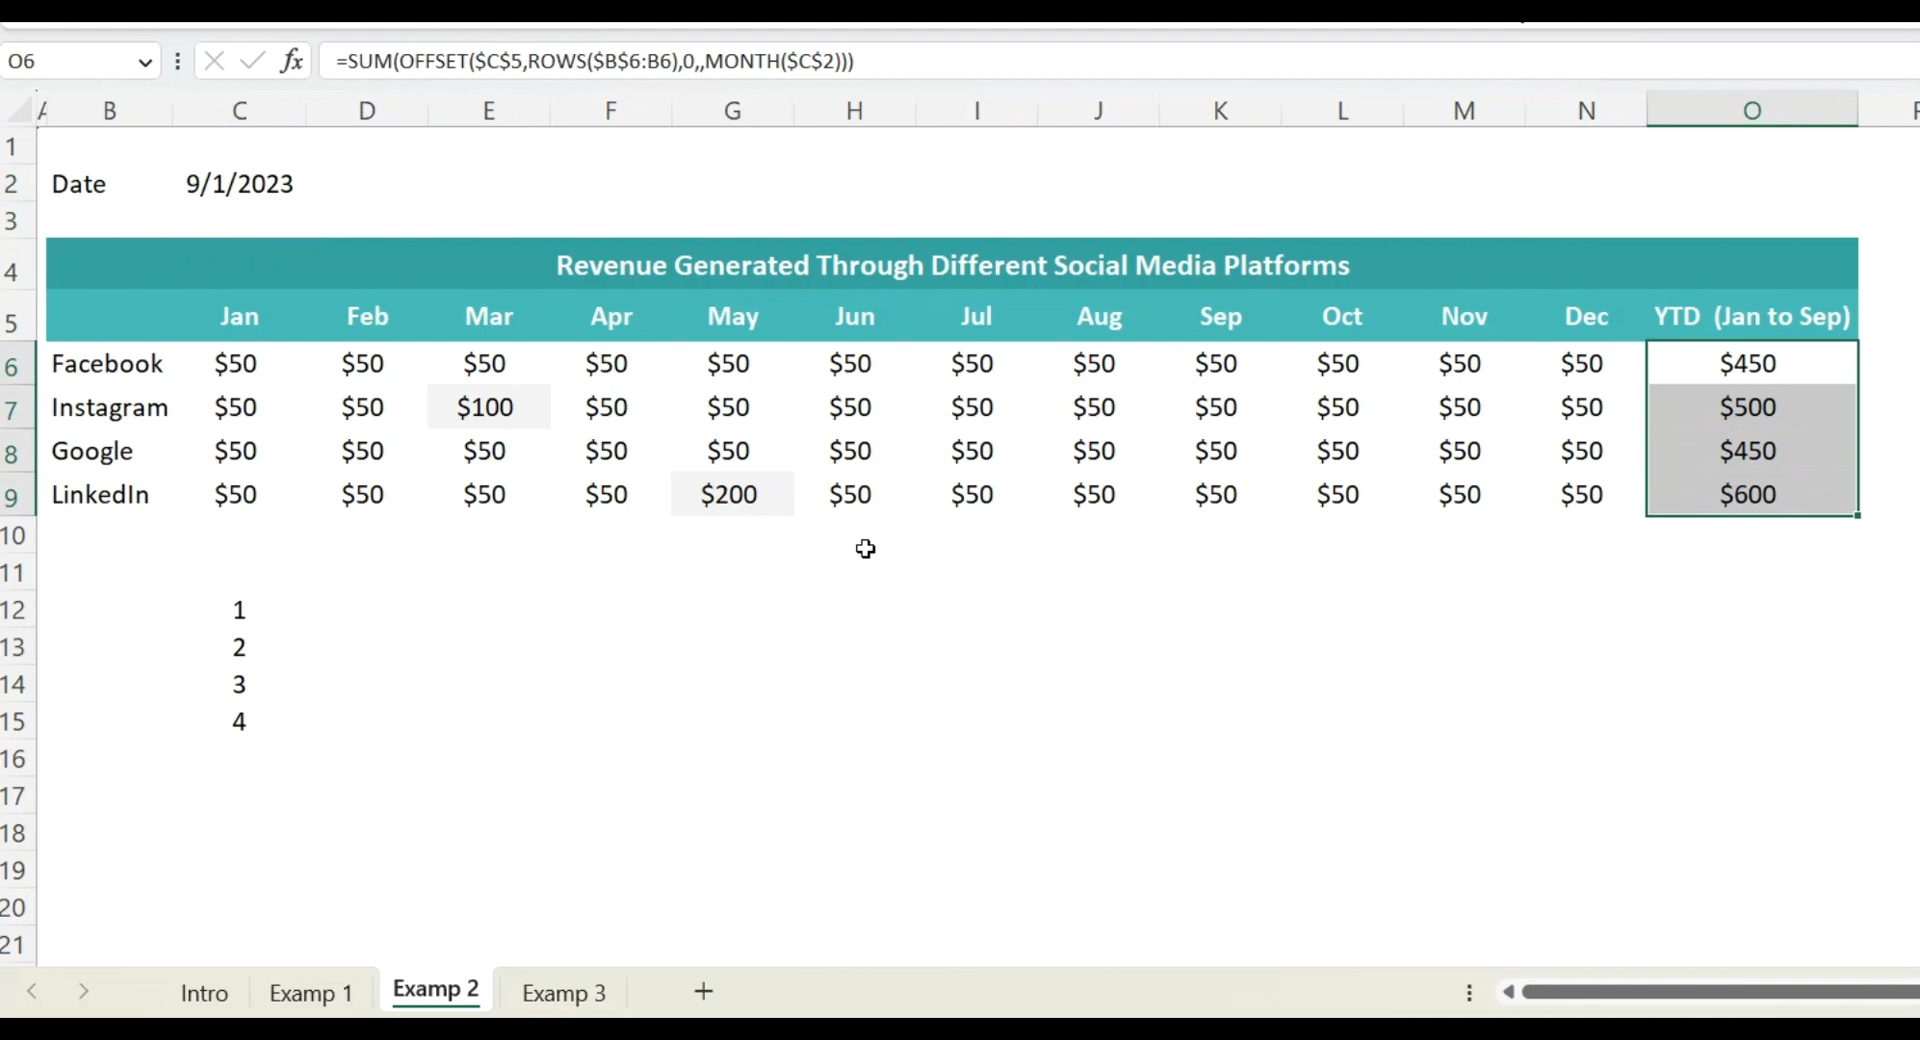 O6 fx =SUM(OFFSET($C$5,ROWS($B$6:B6),0,,MONTH($C$2)))
A B C D E F G H I J K L M N O
1
2 Date 9/1/2023
3
4 Revenue Generated Through Different Social Media Platforms
5 Jan Feb Mar Apr May Jun Jul Aug Sep Oct Nov Dec YTD (Jan to Sep)
6 Facebook $50 $50 $50 $50 $50 $50 $50 $50 $50 $50 $50 $50 $450
7 Instagram $50 $50 $100 $50 $50 $50 $50 $50 $50 $50 $50 $50 $500
8 Google $50 $50 $50 $50 $50 $50 $50 $50 $50 $50 $50 $50 $450
9 LinkedIn $50 $50 $50 $50 $200 $50 $50 $50 $50 $50 $50 $50 $600
10
11
12 1
13 2
14 3
15 4
16
17
18
19
20
21
Intro Examp 1 Examp 2 Examp 3